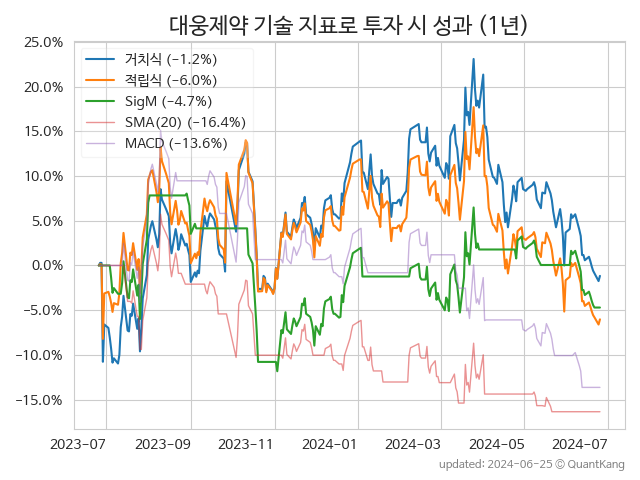 대웅제약 기술 지표로 투자 시 성과 (1년)
25.0%
20.0%
15.0%
10.0%
5.0%
0.0%
−5.0%
−10.0%
−15.0%
거치식 (−1.2%)
적립식 (−6.0%)
SigM (−4.7%)
SMA(20) (−16.4%)
MACD (−13.6%)
2023-07 2023-09 2023-11 2024-01 2024-03 2024-05 2024-07
updated: 2024-06-25 © QuantKang